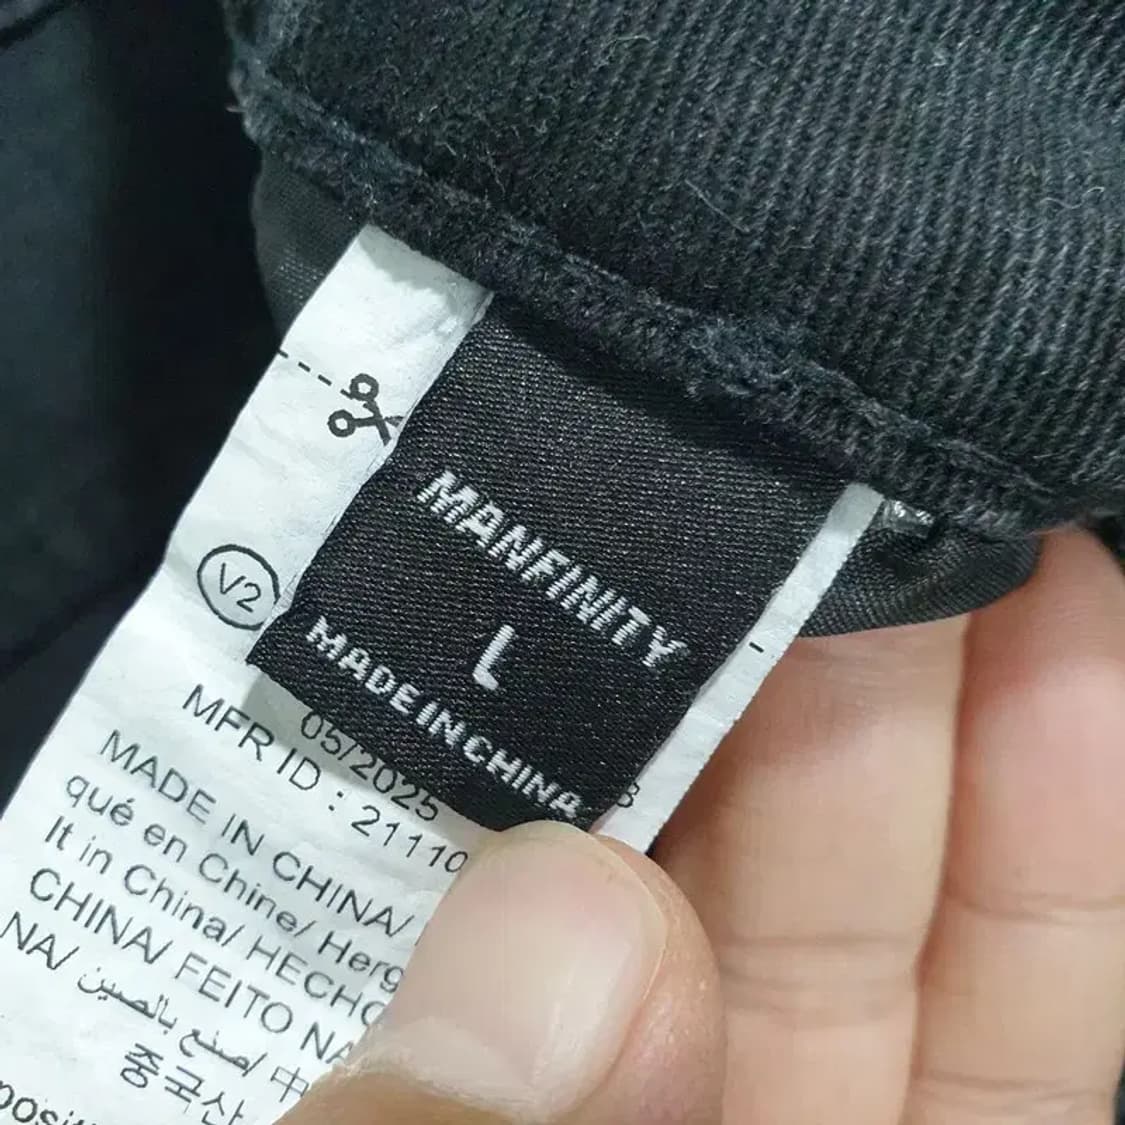 MANFINITY
L
MADE IN CHINA
V2
05/2025
MFR ID : 21110
MADE IN CHINA/
qué en Chine/ Herg
It in China/ HECHO
CHINA/ FEITO NA
NA/ صنع بالصين/ 中
중국산